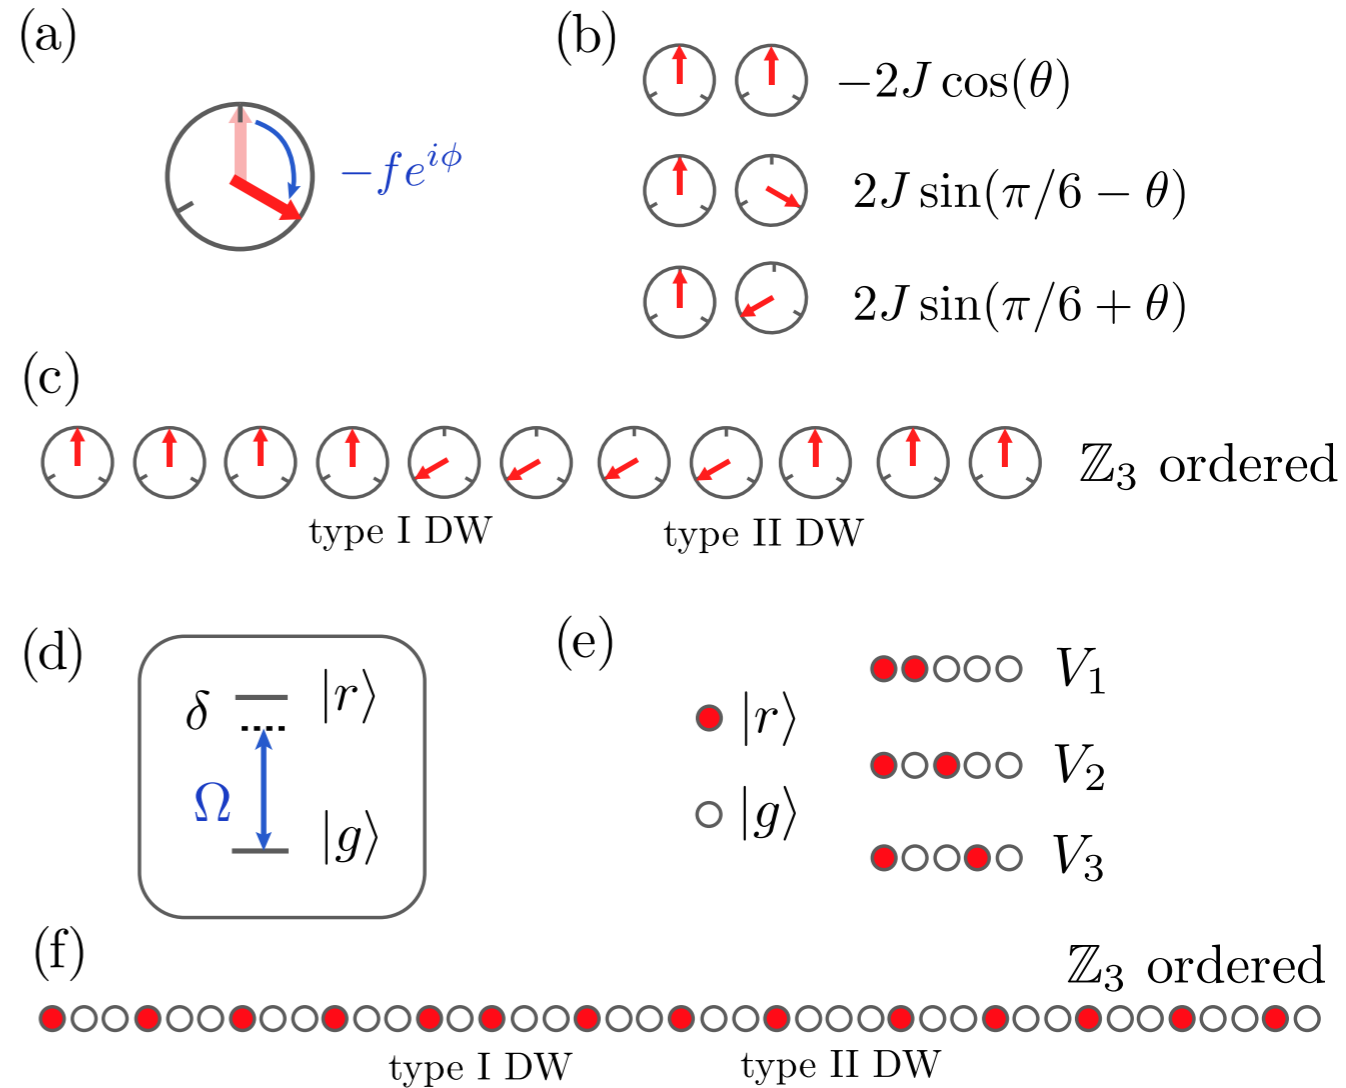 (a)
−fe^{iϕ}
(b)
−2J cos(θ)
2J sin(π/6 − θ)
2J sin(π/6 + θ)
(c)
ℤ₃ ordered
type I DW
type II DW
(d)
δ
|r⟩
Ω
|g⟩
(e)
|r⟩
|g⟩
V₁
V₂
V₃
(f)
ℤ₃ ordered
type I DW
type II DW